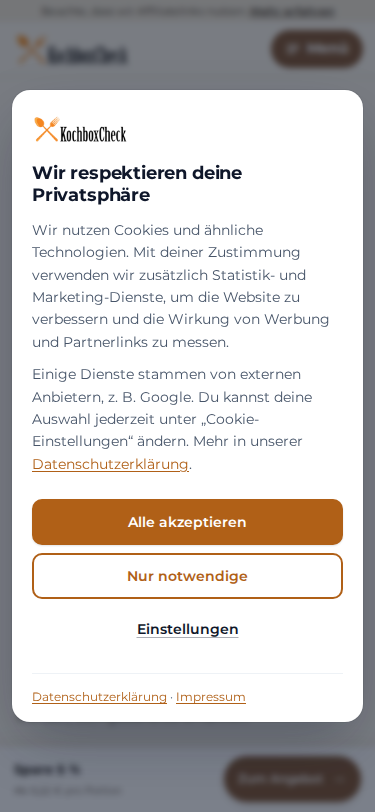 KochboxCheck
Menü
KochboxCheck
Wir respektieren deine
Privatsphäre
Wir nutzen Cookies und ähnliche
Technologien. Mit deiner Zustimmung
verwenden wir zusätzlich Statistik- und
Marketing-Dienste, um die Website zu
verbessern und die Wirkung von Werbung
und Partnerlinks zu messen.
Einige Dienste stammen von externen
Anbietern, z. B. Google. Du kannst deine
Auswahl jederzeit unter „Cookie-
Einstellungen“ ändern. Mehr in unserer
Datenschutzerklärung.
Alle akzeptieren
Nur notwendige
Einstellungen
Datenschutzerklärung · Impressum